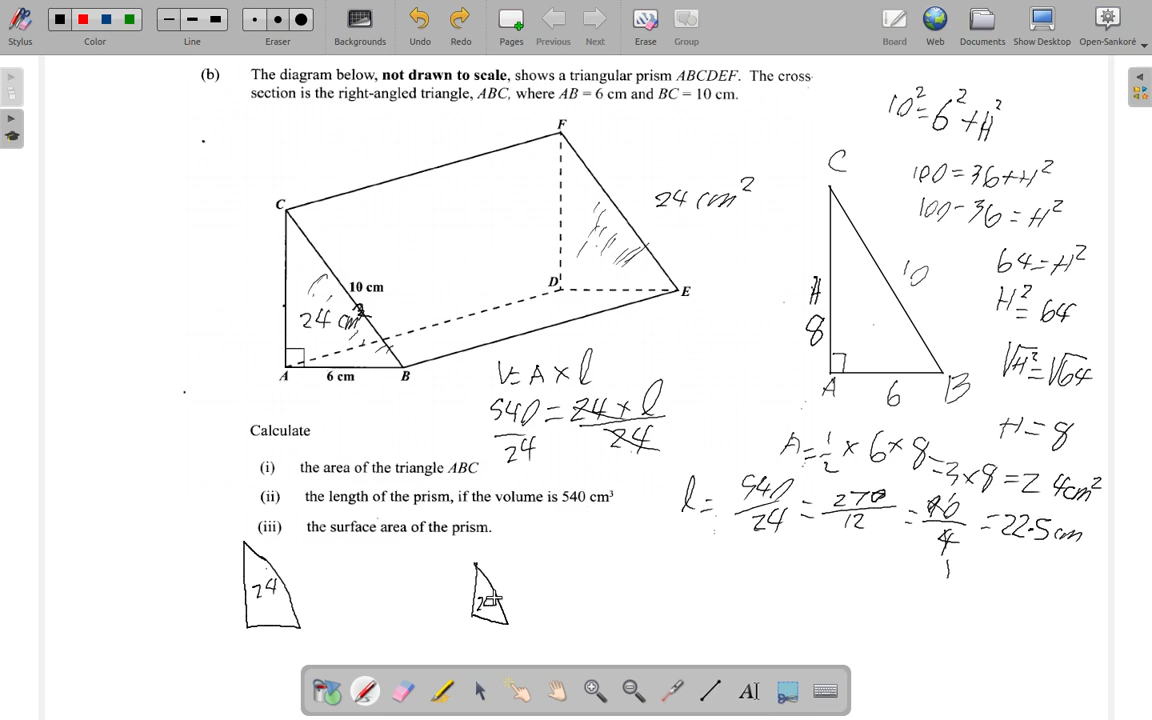 Stylus
Color
Line
Eraser
Backgrounds
Undo
Redo
Pages
Previous
Next
Erase
Group
Board
Web
Documents
Show Desktop
Open-Sankoré
(b) The diagram below, not drawn to scale, shows a triangular prism ABCDEF. The cross-
section is the right-angled triangle, ABC, where AB = 6 cm and BC = 10 cm.
F
C
10 cm
24 cm²
D
E
A
6 cm
B
24 cm²
V = A × l
540 = 24 × l
24 24
10² = 6² + H²
100 = 36 + H²
100 - 36 = H²
64 = H²
H² = 64
√H² = √64
H = 8
C
H
8
10
A
6
B
A = 1/2 × 6 × 8 = 3 × 8 = 24 cm²
l = 540/24 = 270/12 = 90/4 = 22.5 cm
Calculate
(i) the area of the triangle ABC
(ii) the length of the prism, if the volume is 540 cm³
(iii) the surface area of the prism.
24
AI